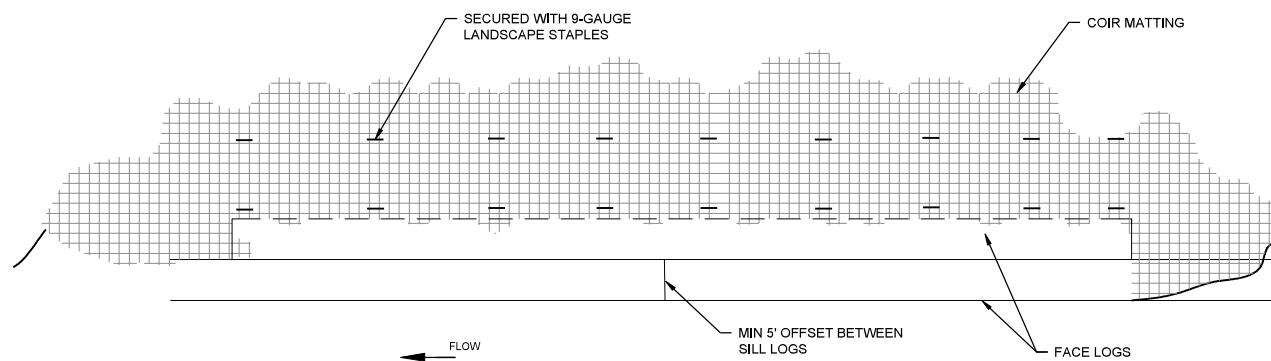 SECURED WITH 9-GAUGE
LANDSCAPE STAPLES
COIR MATTING
MIN 5' OFFSET BETWEEN
SILL LOGS
FACE LOGS
FLOW